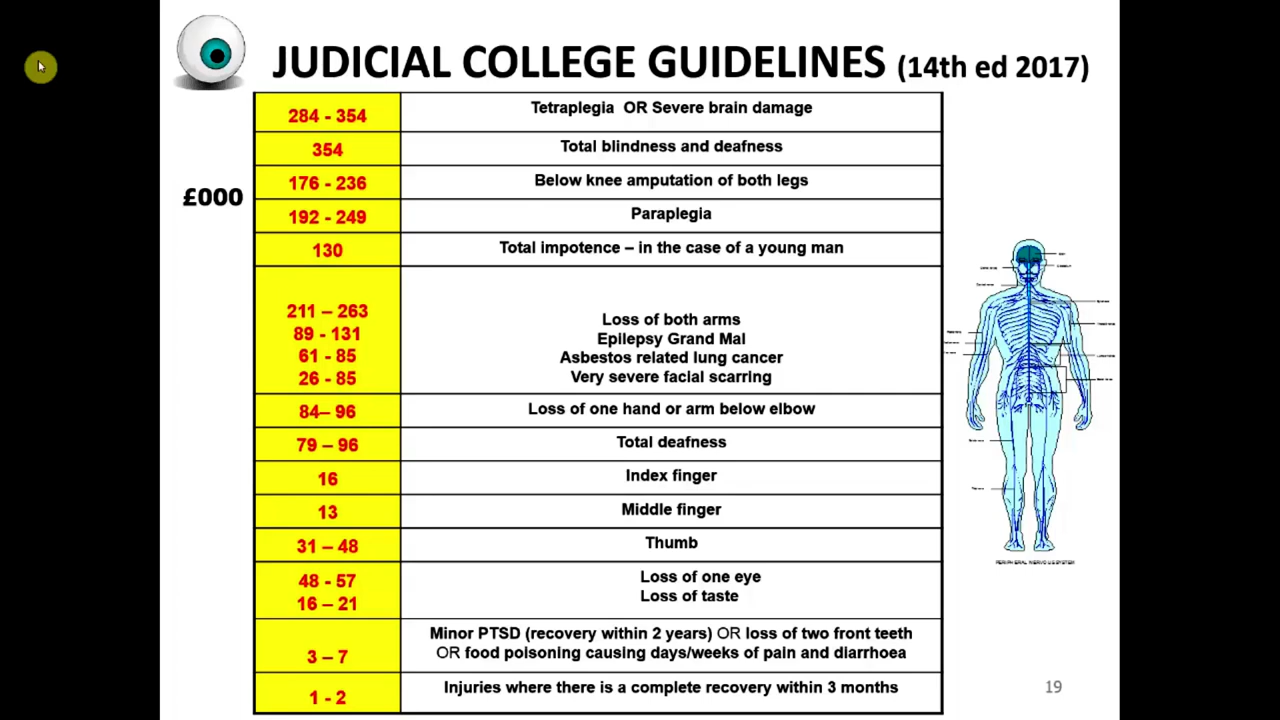 JUDICIAL COLLEGE GUIDELINES (14th ed 2017)
£000
284 - 354 Tetraplegia OR Severe brain damage
354 Total blindness and deafness
176 - 236 Below knee amputation of both legs
192 - 249 Paraplegia
130 Total impotence – in the case of a young man
211 – 263 Loss of both arms
89 - 131 Epilepsy Grand Mal
61 - 85 Asbestos related lung cancer
26 - 85 Very severe facial scarring
84– 96 Loss of one hand or arm below elbow
79 – 96 Total deafness
16 Index finger
13 Middle finger
31 – 48 Thumb
48 - 57 Loss of one eye
16 – 21 Loss of taste
Minor PTSD (recovery within 2 years) OR loss of two front teeth
3 – 7 OR food poisoning causing days/weeks of pain and diarrhoea
1 - 2 Injuries where there is a complete recovery within 3 months
PERIPHERAL NERVOUS SYSTEM
19